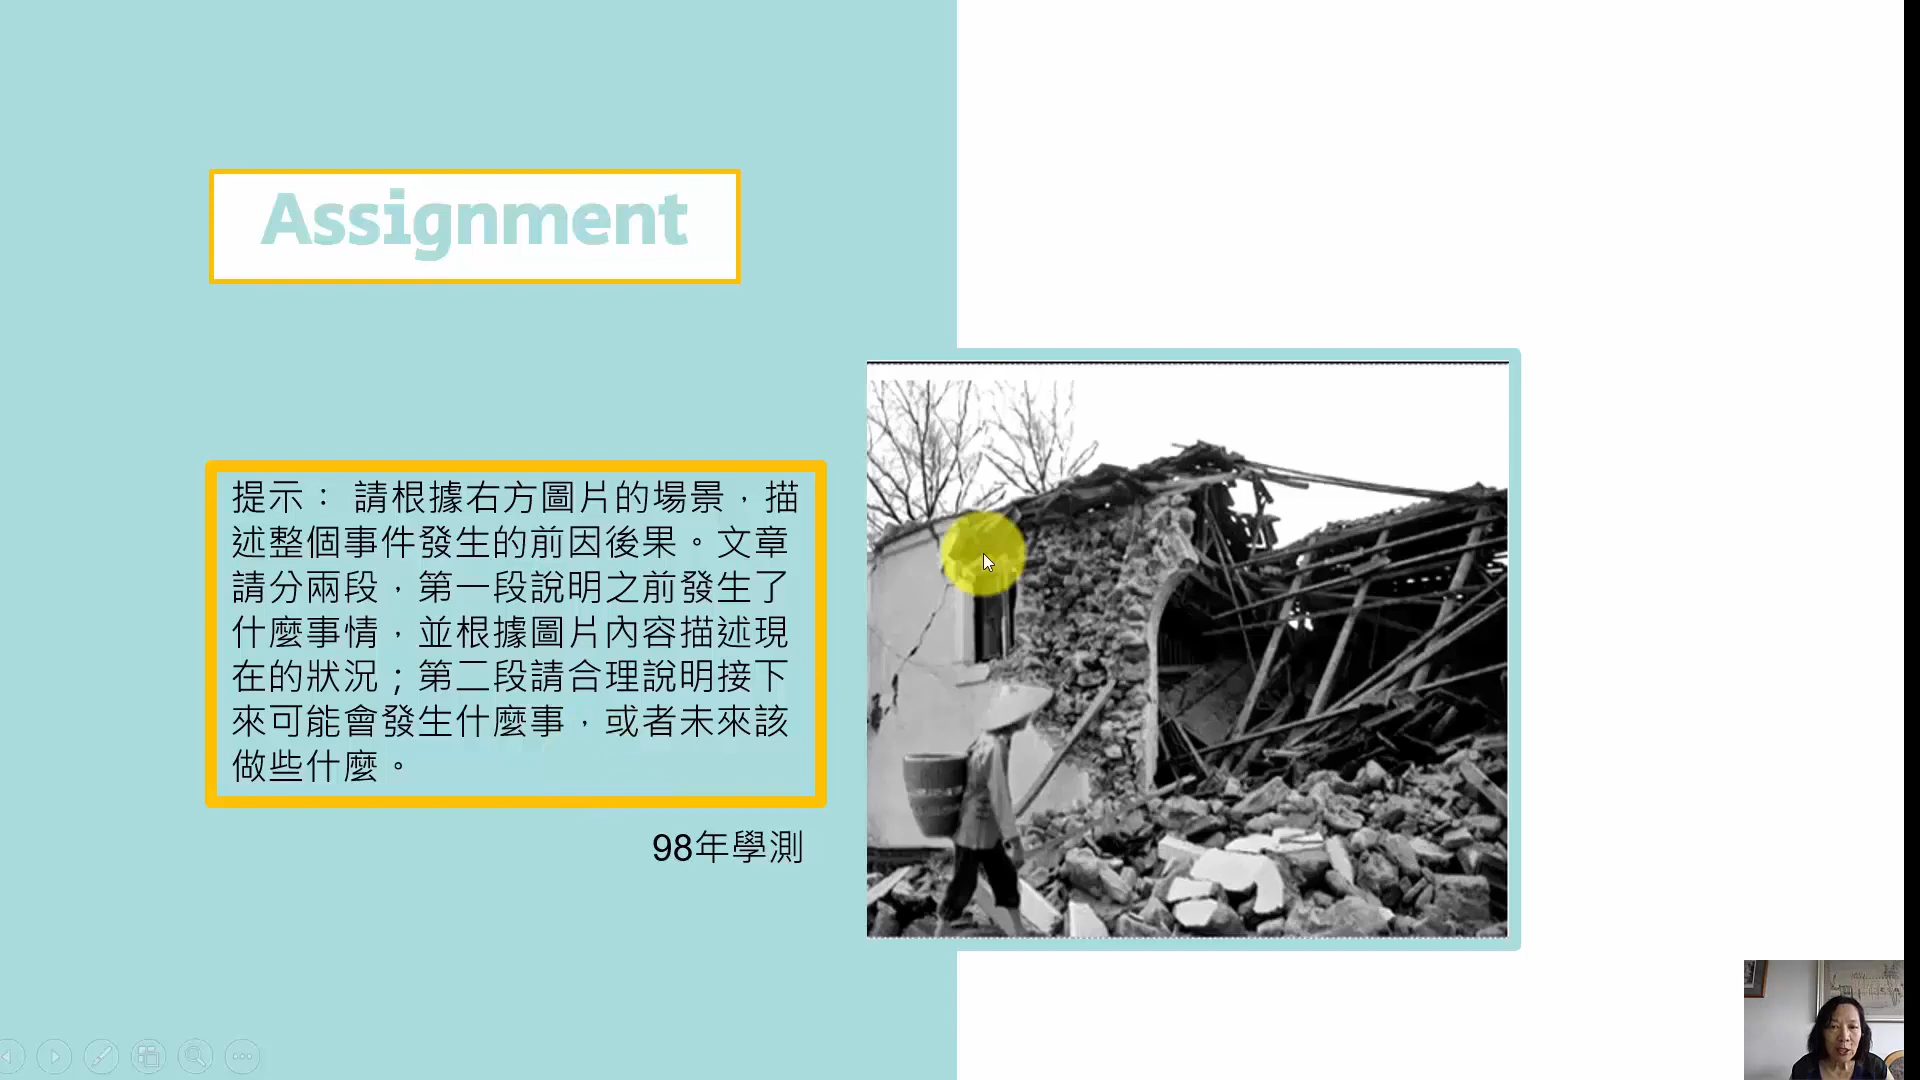 Assignment
提示： 請根據右方圖片的場景，描
述整個事件發生的前因後果。文章
請分兩段，第一段說明之前發生了
什麼事情，並根據圖片內容描述現
在的狀況；第二段請合理說明接下
來可能會發生什麼事，或者未來該
做些什麼。
98年學測